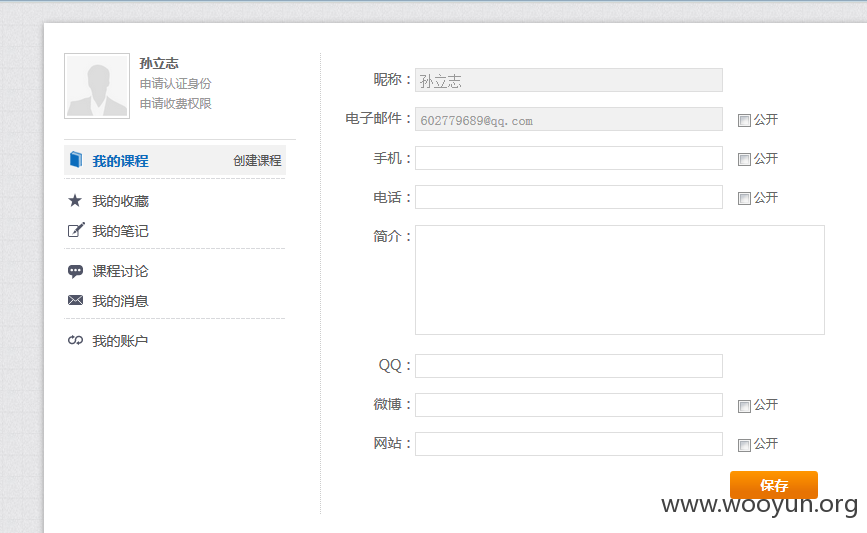 孙立志
申请认证身份
申请收费权限
我的课程 创建课程
我的收藏
我的笔记
课程讨论
我的消息
我的账户
昵称： 孙立志
电子邮件： 602779689@qq.com 公开
手机： 公开
电话： 公开
简介：
QQ：
微博： 公开
网站： 公开
保存
www.wooyun.org